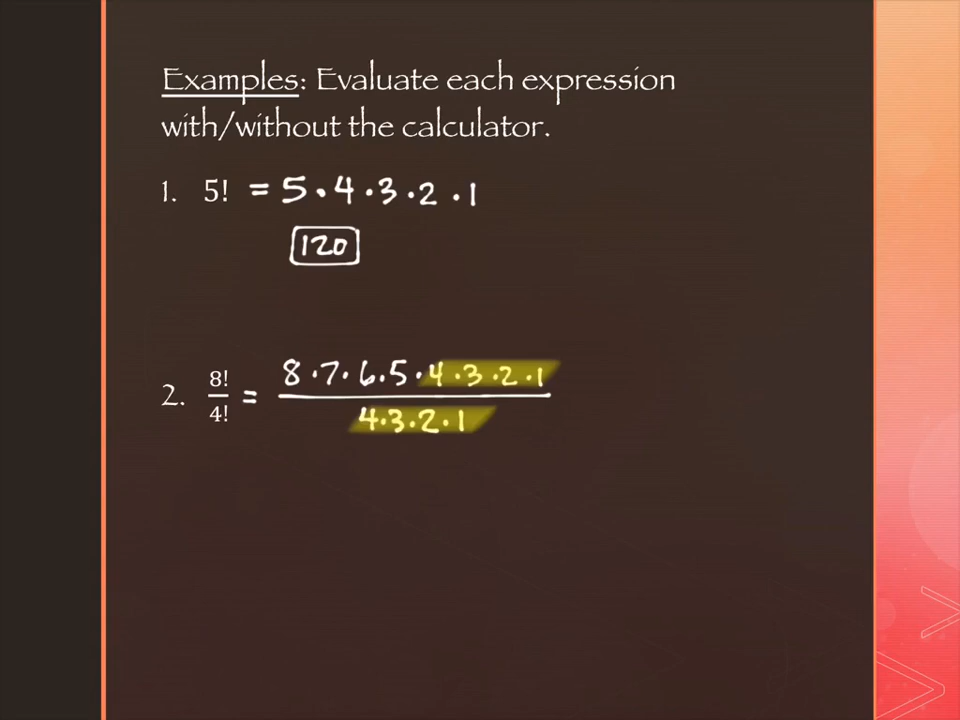 Examples: Evaluate each expression
with/without the calculator.
1. 5! = 5 · 4 · 3 · 2 · 1
120
2. 8!/4! = 8 · 7 · 6 · 5 · 4 · 3 · 2 · 1 / 4 · 3 · 2 · 1